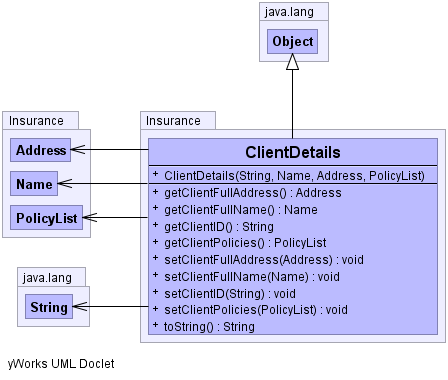 java.lang
Object
Insurance
Address
Name
PolicyList
Insurance
ClientDetails
+ ClientDetails(String, Name, Address, PolicyList)
+ getClientFullAddress() : Address
+ getClientFullName() : Name
+ getClientID() : String
+ getClientPolicies() : PolicyList
+ setClientFullAddress(Address) : void
+ setClientFullName(Name) : void
+ setClientID(String) : void
+ setClientPolicies(PolicyList) : void
+ toString() : String
java.lang
String
yWorks UML Doclet